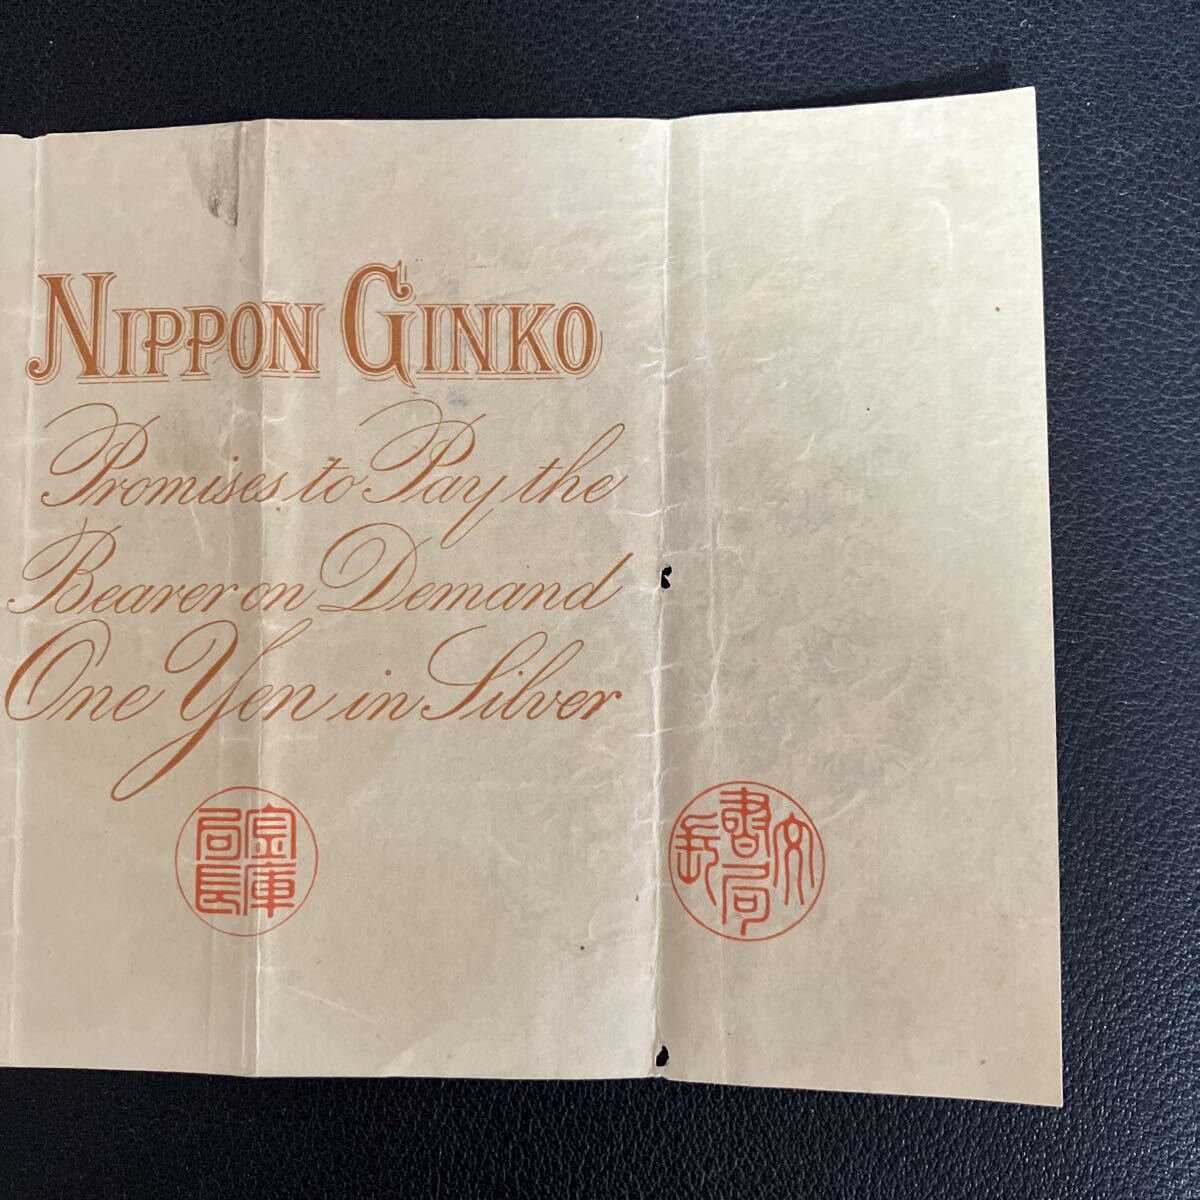 NIPPON GINKO
Promises to Pay the
Bearer on Demand
One Yen in Silver
金庫局長
文書局長